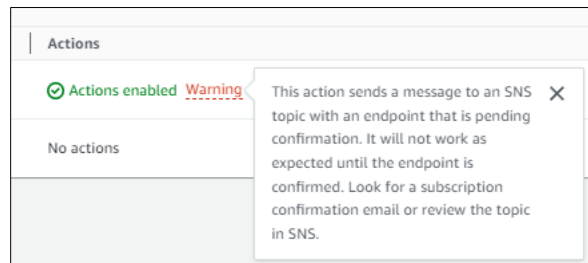 Actions
Actions enabled Warning
No actions
This action sends a message to an SNS
topic with an endpoint that is pending
confirmation. It will not work as
expected until the endpoint is
confirmed. Look for a subscription
confirmation email or review the topic
in SNS.